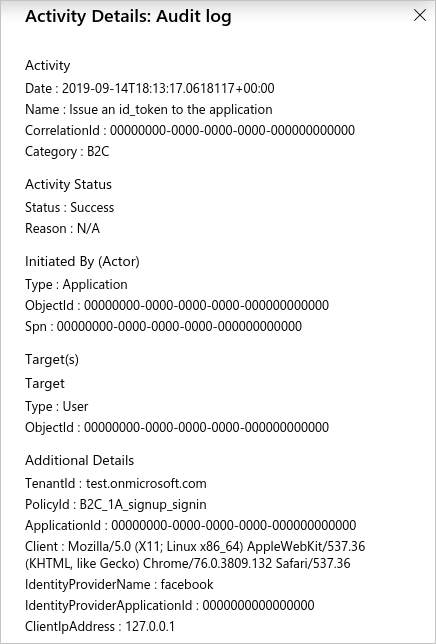 Activity Details: Audit log
Activity
Date : 2019-09-14T18:13:17.0618117+00:00
Name : Issue an id_token to the application
CorrelationId : 00000000-0000-0000-0000-000000000000
Category : B2C
Activity Status
Status : Success
Reason : N/A
Initiated By (Actor)
Type : Application
ObjectId : 00000000-0000-0000-0000-000000000000
Spn : 00000000-0000-0000-0000-000000000000
Target(s)
Target
Type : User
ObjectId : 00000000-0000-0000-0000-000000000000
Additional Details
TenantId : test.onmicrosoft.com
PolicyId : B2C_1A_signup_signin
ApplicationId : 00000000-0000-0000-0000-000000000000
Client : Mozilla/5.0 (X11; Linux x86_64) AppleWebKit/537.36
(KHTML, like Gecko) Chrome/76.0.3809.132 Safari/537.36
IdentityProviderName : facebook
IdentityProviderApplicationId : 0000000000000000
ClientIpAddress : 127.0.0.1